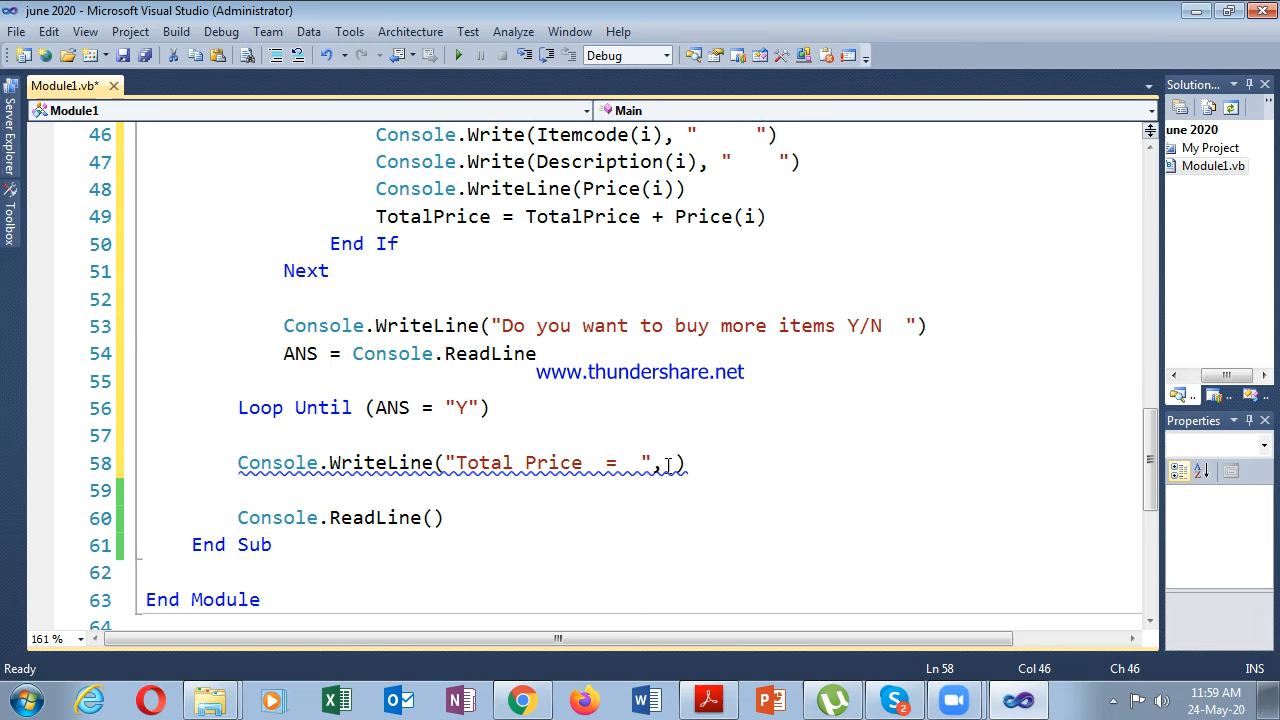 june 2020 - Microsoft Visual Studio (Administrator)
File Edit View Project Build Debug Team Data Tools Architecture Test Analyze Window Help
Debug
Module1.vb*
Solution...
Module1
Main
Server Explorer
Toolbox
june 2020
My Project
Module1.vb
46 Console.Write(Itemcode(i), "     ")
47 Console.Write(Description(i), "    ")
48 Console.WriteLine(Price(i))
49 TotalPrice = TotalPrice + Price(i)
50 End If
51 Next
52
53 Console.WriteLine("Do you want to buy more items Y/N  ")
54 ANS = Console.ReadLine
www.thundershare.net
55
56 Loop Until (ANS = "Y")
57
58 Console.WriteLine("Total Price  =  ", )
59
60 Console.ReadLine()
61 End Sub
62
63 End Module
64
Properties
161 %
Ready
Ln 58
Col 46
Ch 46
INS
11:59 AM
24-May-20